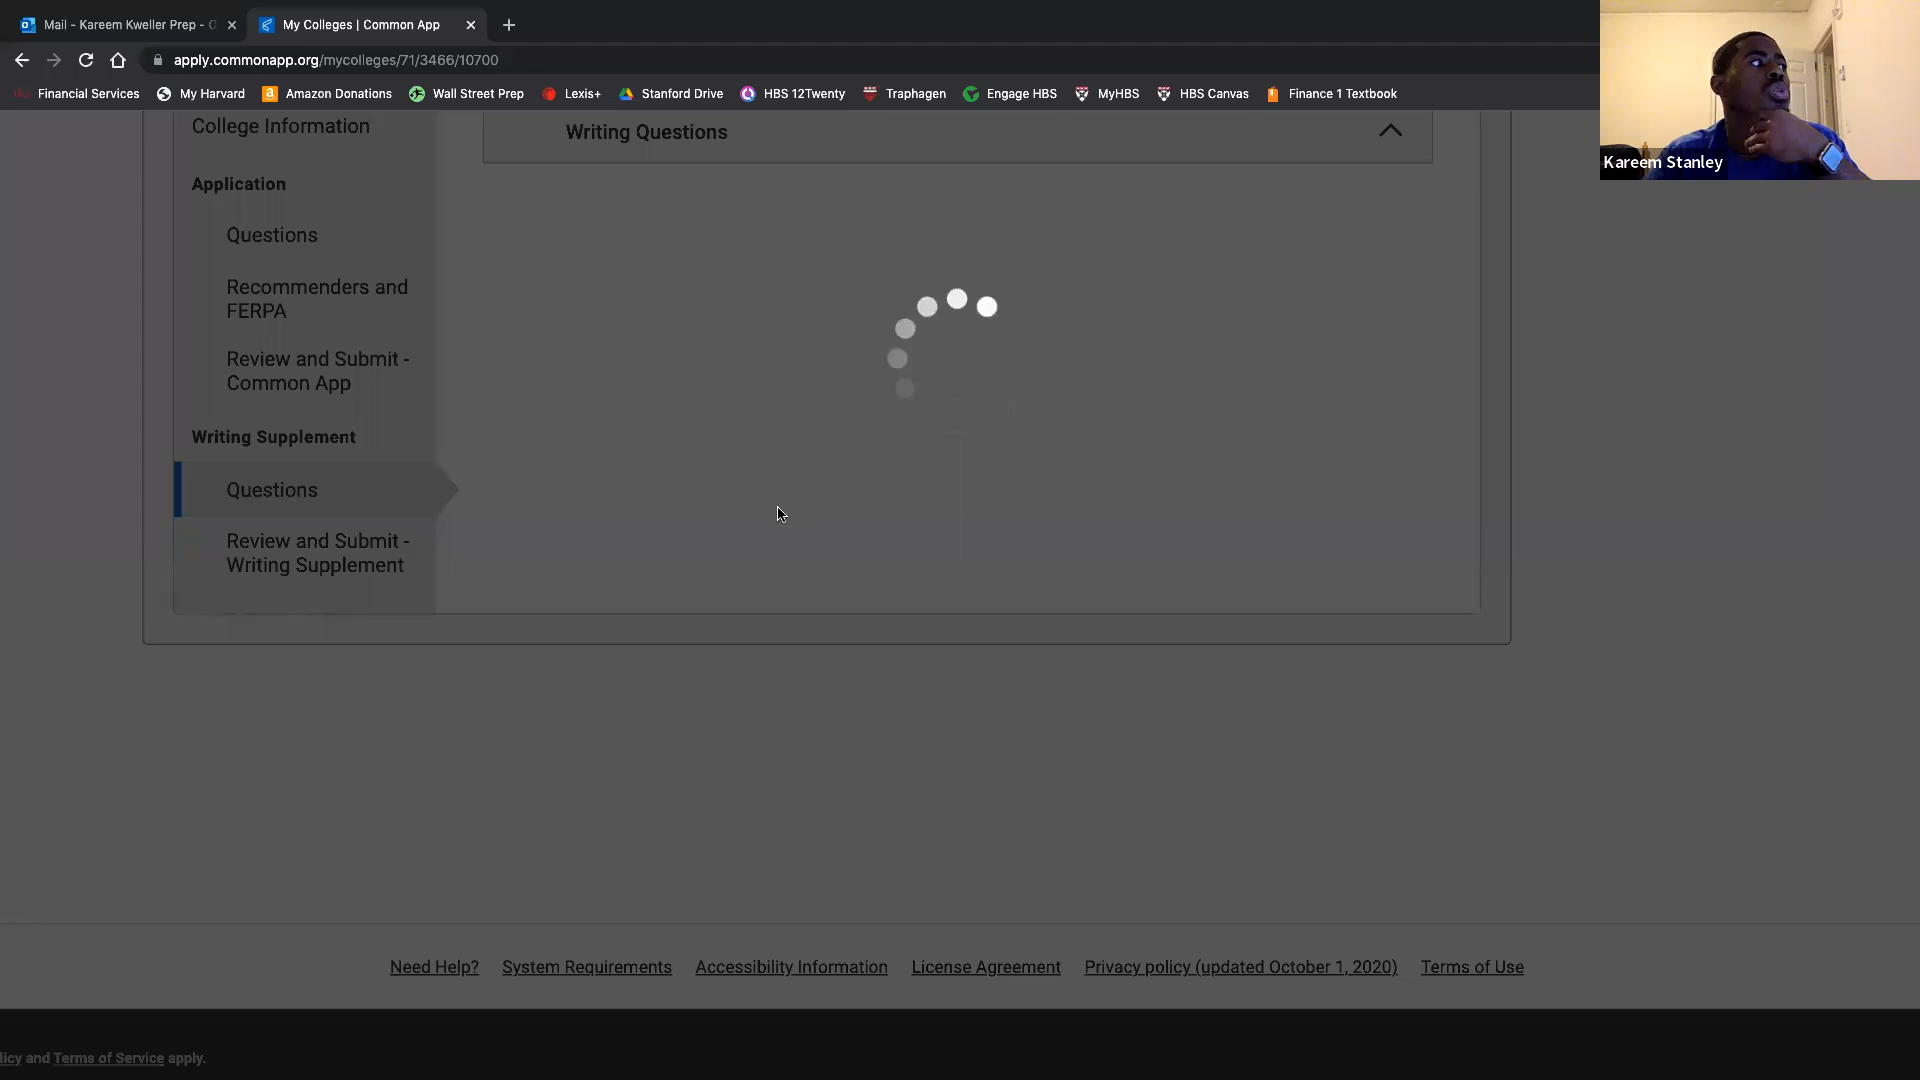 Mail - Kareem Kweller Prep -
My Colleges | Common App
apply.commonapp.org/mycolleges/71/3466/10700
Financial Services
My Harvard
Amazon Donations
Wall Street Prep
Lexis+
Stanford Drive
HBS 12Twenty
Traphagen
Engage HBS
MyHBS
HBS Canvas
Finance 1 Textbook
Kareem Stanley
College Information
Writing Questions
Application
Questions
Recommenders and
FERPA
Review and Submit -
Common App
Writing Supplement
Questions
Review and Submit -
Writing Supplement
Need Help?
System Requirements
Accessibility Information
License Agreement
Privacy policy (updated October 1, 2020)
Terms of Use
licy and Terms of Service apply.